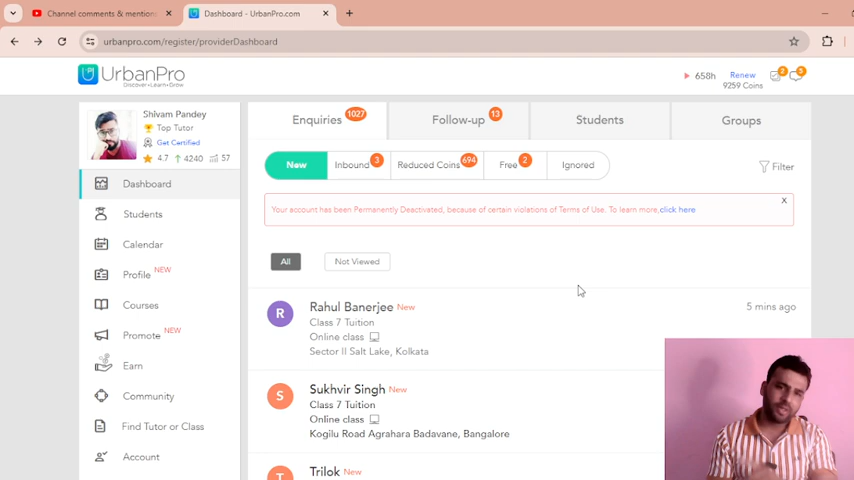 Channel comments & mention
Dashboard - UrbanPro.com
urbanpro.com/register/providerDashboard
UrbanPro
Discover•Learn•Grow
658h
Renew
9259 Coins
2
5
Shivam Pandey
Top Tutor
Get Certified
4.7 4240 57
Enquiries 1027
Follow-up 13
Students
Groups
New
Inbound 3
Reduced Coins 694
Free 2
Ignored
Filter
Your account has been Permanently Deactivated, because of certain violations of Terms of Use. To learn more,click here
X
All
Not Viewed
Dashboard
Students
Calendar
Profile NEW
Courses
Promote NEW
Earn
Community
Find Tutor or Class
Account
R
Rahul Banerjee New
5 mins ago
Class 7 Tuition
Online class
Sector II Salt Lake, Kolkata
S
Sukhvir Singh New
Class 7 Tuition
Online class
Kogilu Road Agrahara Badavane, Bangalore
T
Trilok New